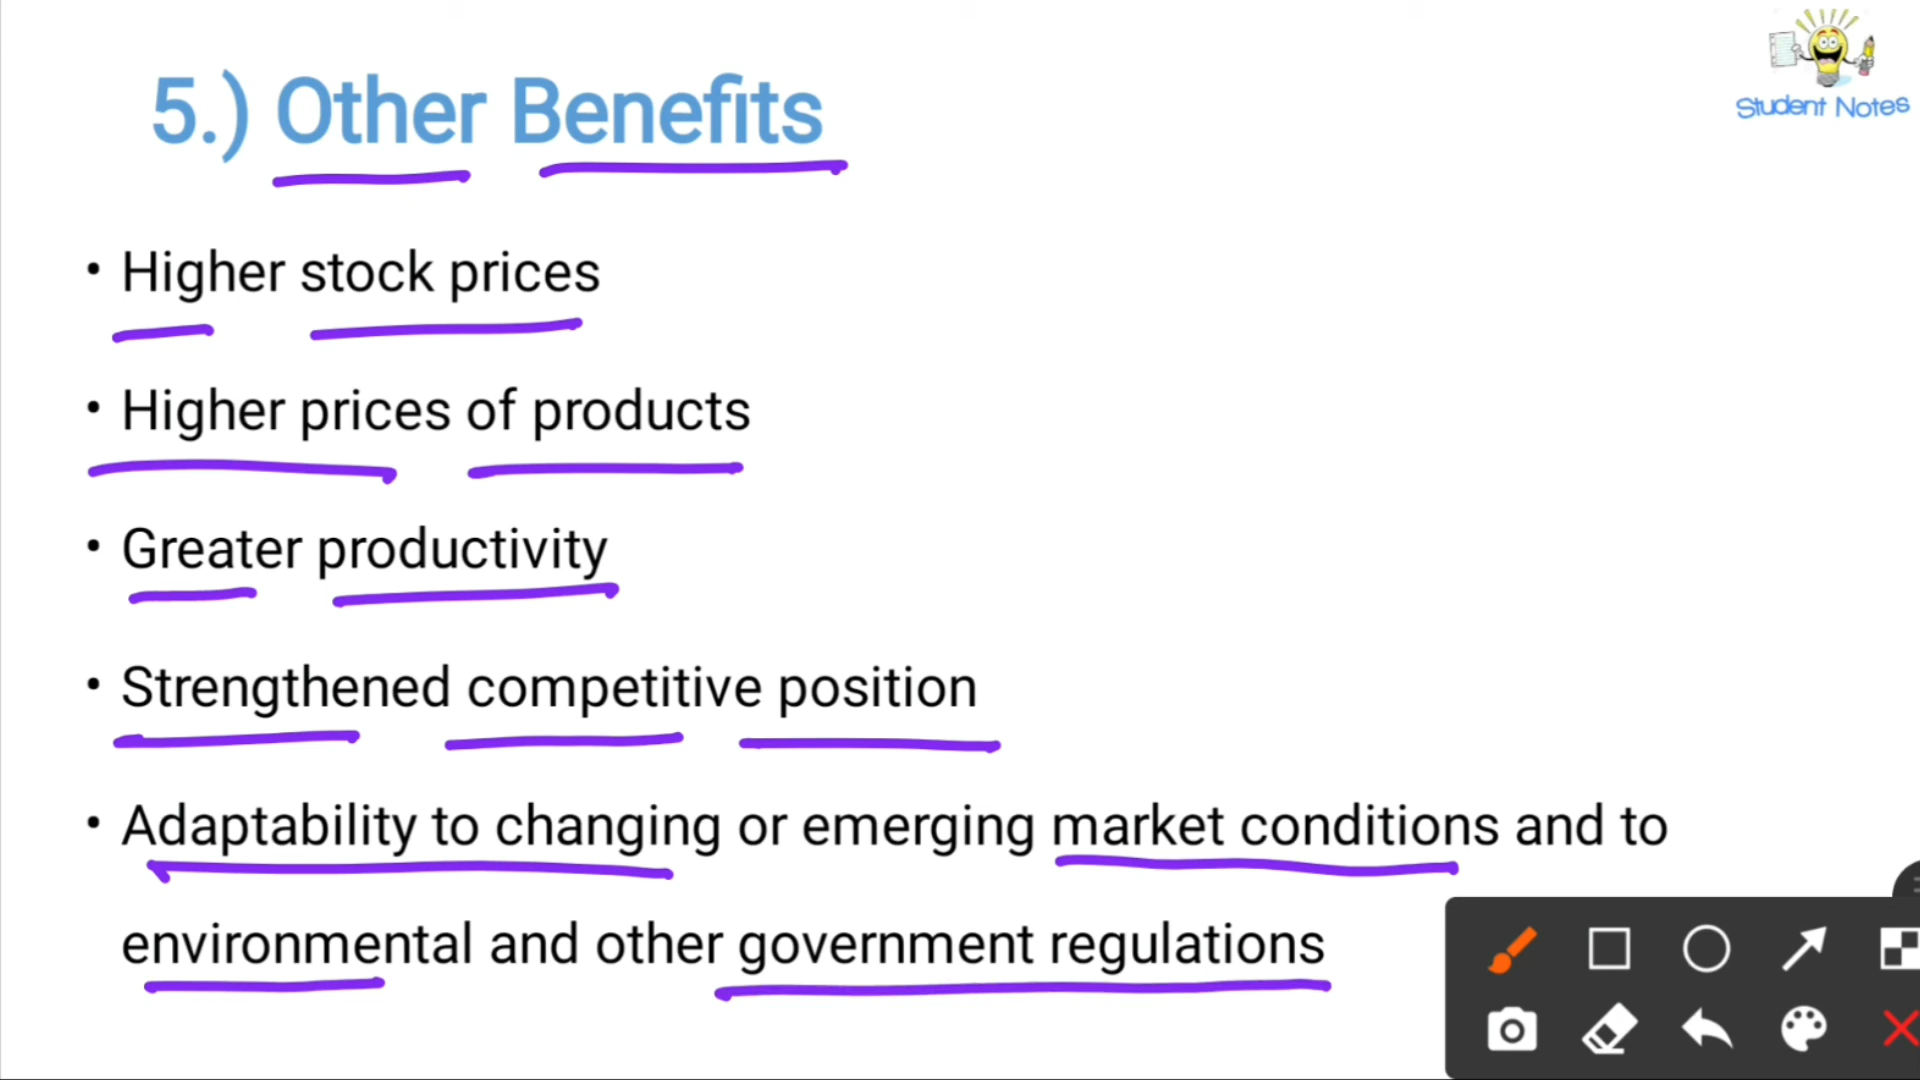 5.) Other Benefits
Student Notes
• Higher stock prices
• Higher prices of products
• Greater productivity
• Strengthened competitive position
• Adaptability to changing or emerging market conditions and to
environmental and other government regulations